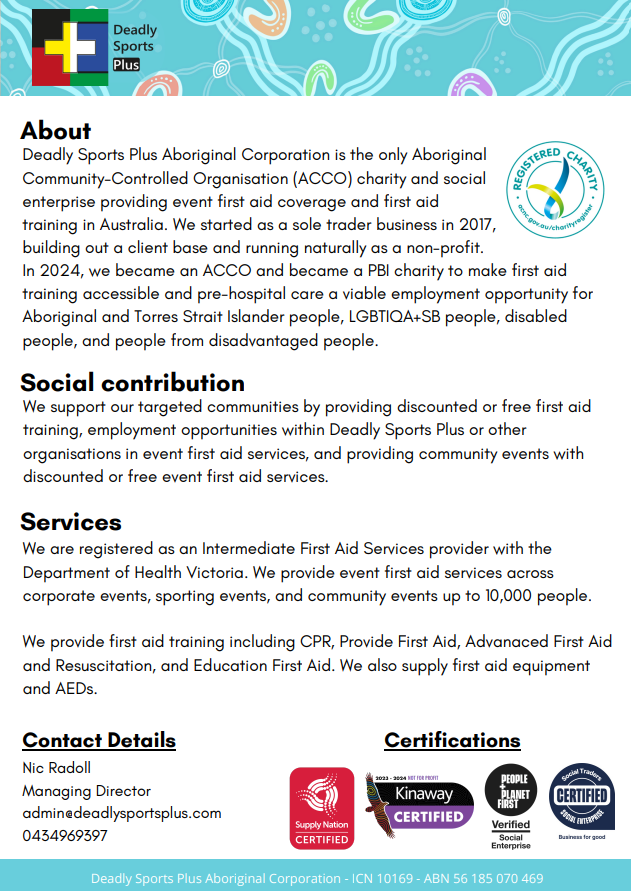 Deadly
Sports
Plus
About
Deadly Sports Plus Aboriginal Corporation is the only Aboriginal
Community-Controlled Organisation (ACCO) charity and social
enterprise providing event first aid coverage and first aid
training in Australia. We started as a sole trader business in 2017,
building out a client base and running naturally as a non-profit.
In 2024, we became an ACCO and became a PBI charity to make first aid
training accessible and pre-hospital care a viable employment opportunity for
Aboriginal and Torres Strait Islander people, LGBTIQA+SB people, disabled
people, and people from disadvantaged people.
REGISTERED CHARITY
acnc.gov.au/charityregister
Social contribution
We support our targeted communities by providing discounted or free first aid
training, employment opportunities within Deadly Sports Plus or other
organisations in event first aid services, and providing community events with
discounted or free event first aid services.
Services
We are registered as an Intermediate First Aid Services provider with the
Department of Health Victoria. We provide event first aid services across
corporate events, sporting events, and community events up to 10,000 people.
We provide first aid training including CPR, Provide First Aid, Advanaced First Aid
and Resuscitation, and Education First Aid. We also supply first aid equipment
and AEDs.
Contact Details
Nic Radoll
Managing Director
admin@deadlysportsplus.com
0434969397
Certifications
Supply Nation
CERTIFIED
2023 - 2024 NOT FOR PROFIT
Kinaway
CERTIFIED
PEOPLE
+
PLANET
FIRST
Verified
Social
Enterprise
Social Traders
CERTIFIED
SOCIAL ENTERPRISE
Business for good
Deadly Sports Plus Aboriginal Corporation - ICN 10169 - ABN 56 185 070 469